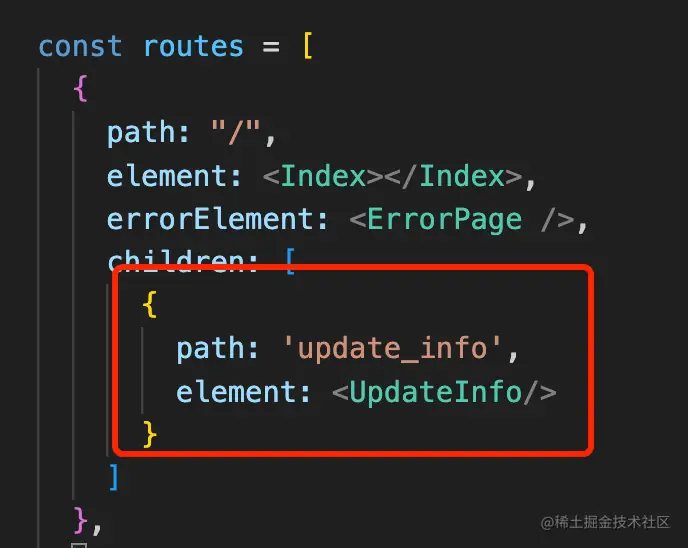 const routes = [
{
path: "/",
element: <Index></Index>,
errorElement: <ErrorPage />,
children: [
{
path: 'update_info',
element: <UpdateInfo/>
}
]
},
@稀土掘金技术社区